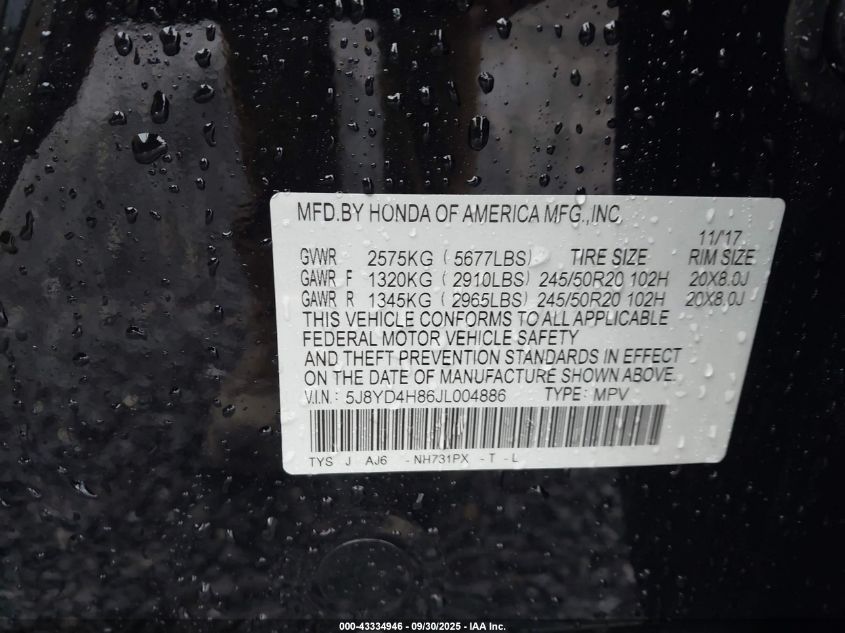 MFD.BY HONDA OF AMERICA MFG.,INC
11/'17
GVWR 2575KG ( 5677LBS) TIRE SIZE RIM SIZE
GAWR F 1320KG ( 2910LBS) 245/50R20 102H 20X8.0J
GAWR R 1345KG ( 2965LBS) 245/50R20 102H 20X8.0J
THIS VEHICLE CONFORMS TO ALL APPLICABLE
FEDERAL MOTOR VEHICLE SAFETY
AND THEFT PREVENTION STANDARDS IN EFFECT
ON THE DATE OF MANUFACTURE SHOWN ABOVE.
V.I.N: 5J8YD4H86JL004886 TYPE: MPV
TYS J AJ6 - NH731PX - T - L
000-43334946 - 09/30/2025 - IAA Inc.